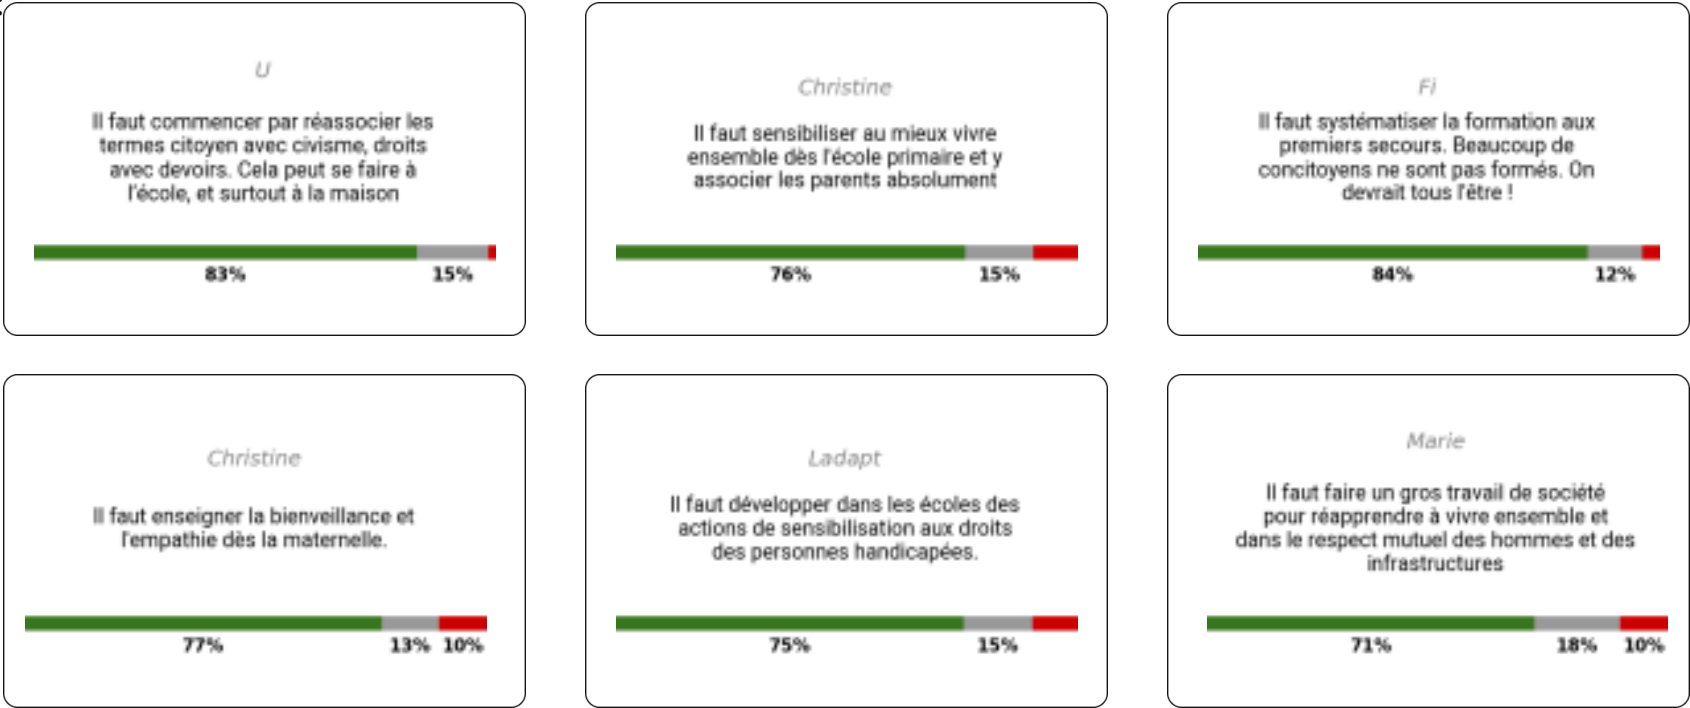 U
Il faut commencer par réassocier les
termes citoyen avec civisme, droits
avec devoirs. Cela peut se faire à
l'école, et surtout à la maison
83%
15%
Christine
Il faut sensibiliser au mieux vivre
ensemble dès l'école primaire et y
associer les parents absolument
76%
15%
Fi
Il faut systématiser la formation aux
premiers secours. Beaucoup de
concitoyens ne sont pas formés. On
devrait tous l'être !
84%
12%
Christine
Il faut enseigner la bienveillance et
l'empathie dès la maternelle.
77%
13%
10%
Ladapt
Il faut développer dans les écoles des
actions de sensibilisation aux droits
des personnes handicapées.
75%
15%
Marie
Il faut faire un gros travail de société
pour réapprendre à vivre ensemble et
dans le respect mutuel des hommes et des
infrastructures
71%
18%
10%